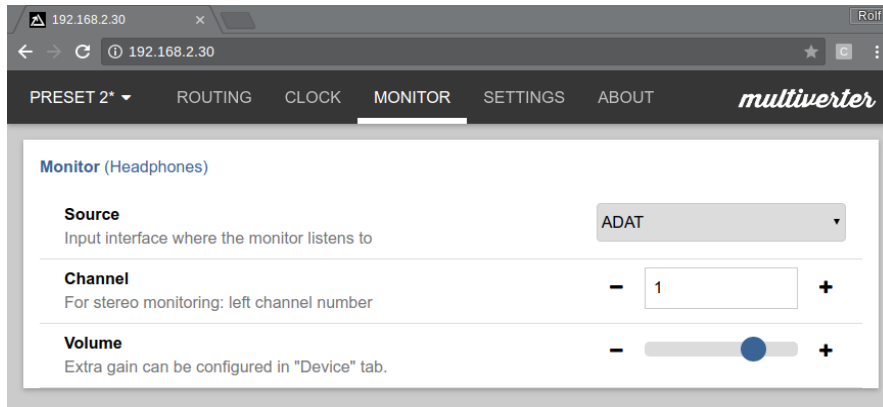 192.168.2.30 ×
Rolf
192.168.2.30 C
PRESET 2* ROUTING CLOCK MONITOR SETTINGS ABOUT multiverter
Monitor (Headphones)
Source
Input interface where the monitor listens to
ADAT
Channel
For stereo monitoring: left channel number
− 1 +
Volume
Extra gain can be configured in "Device" tab.
− +